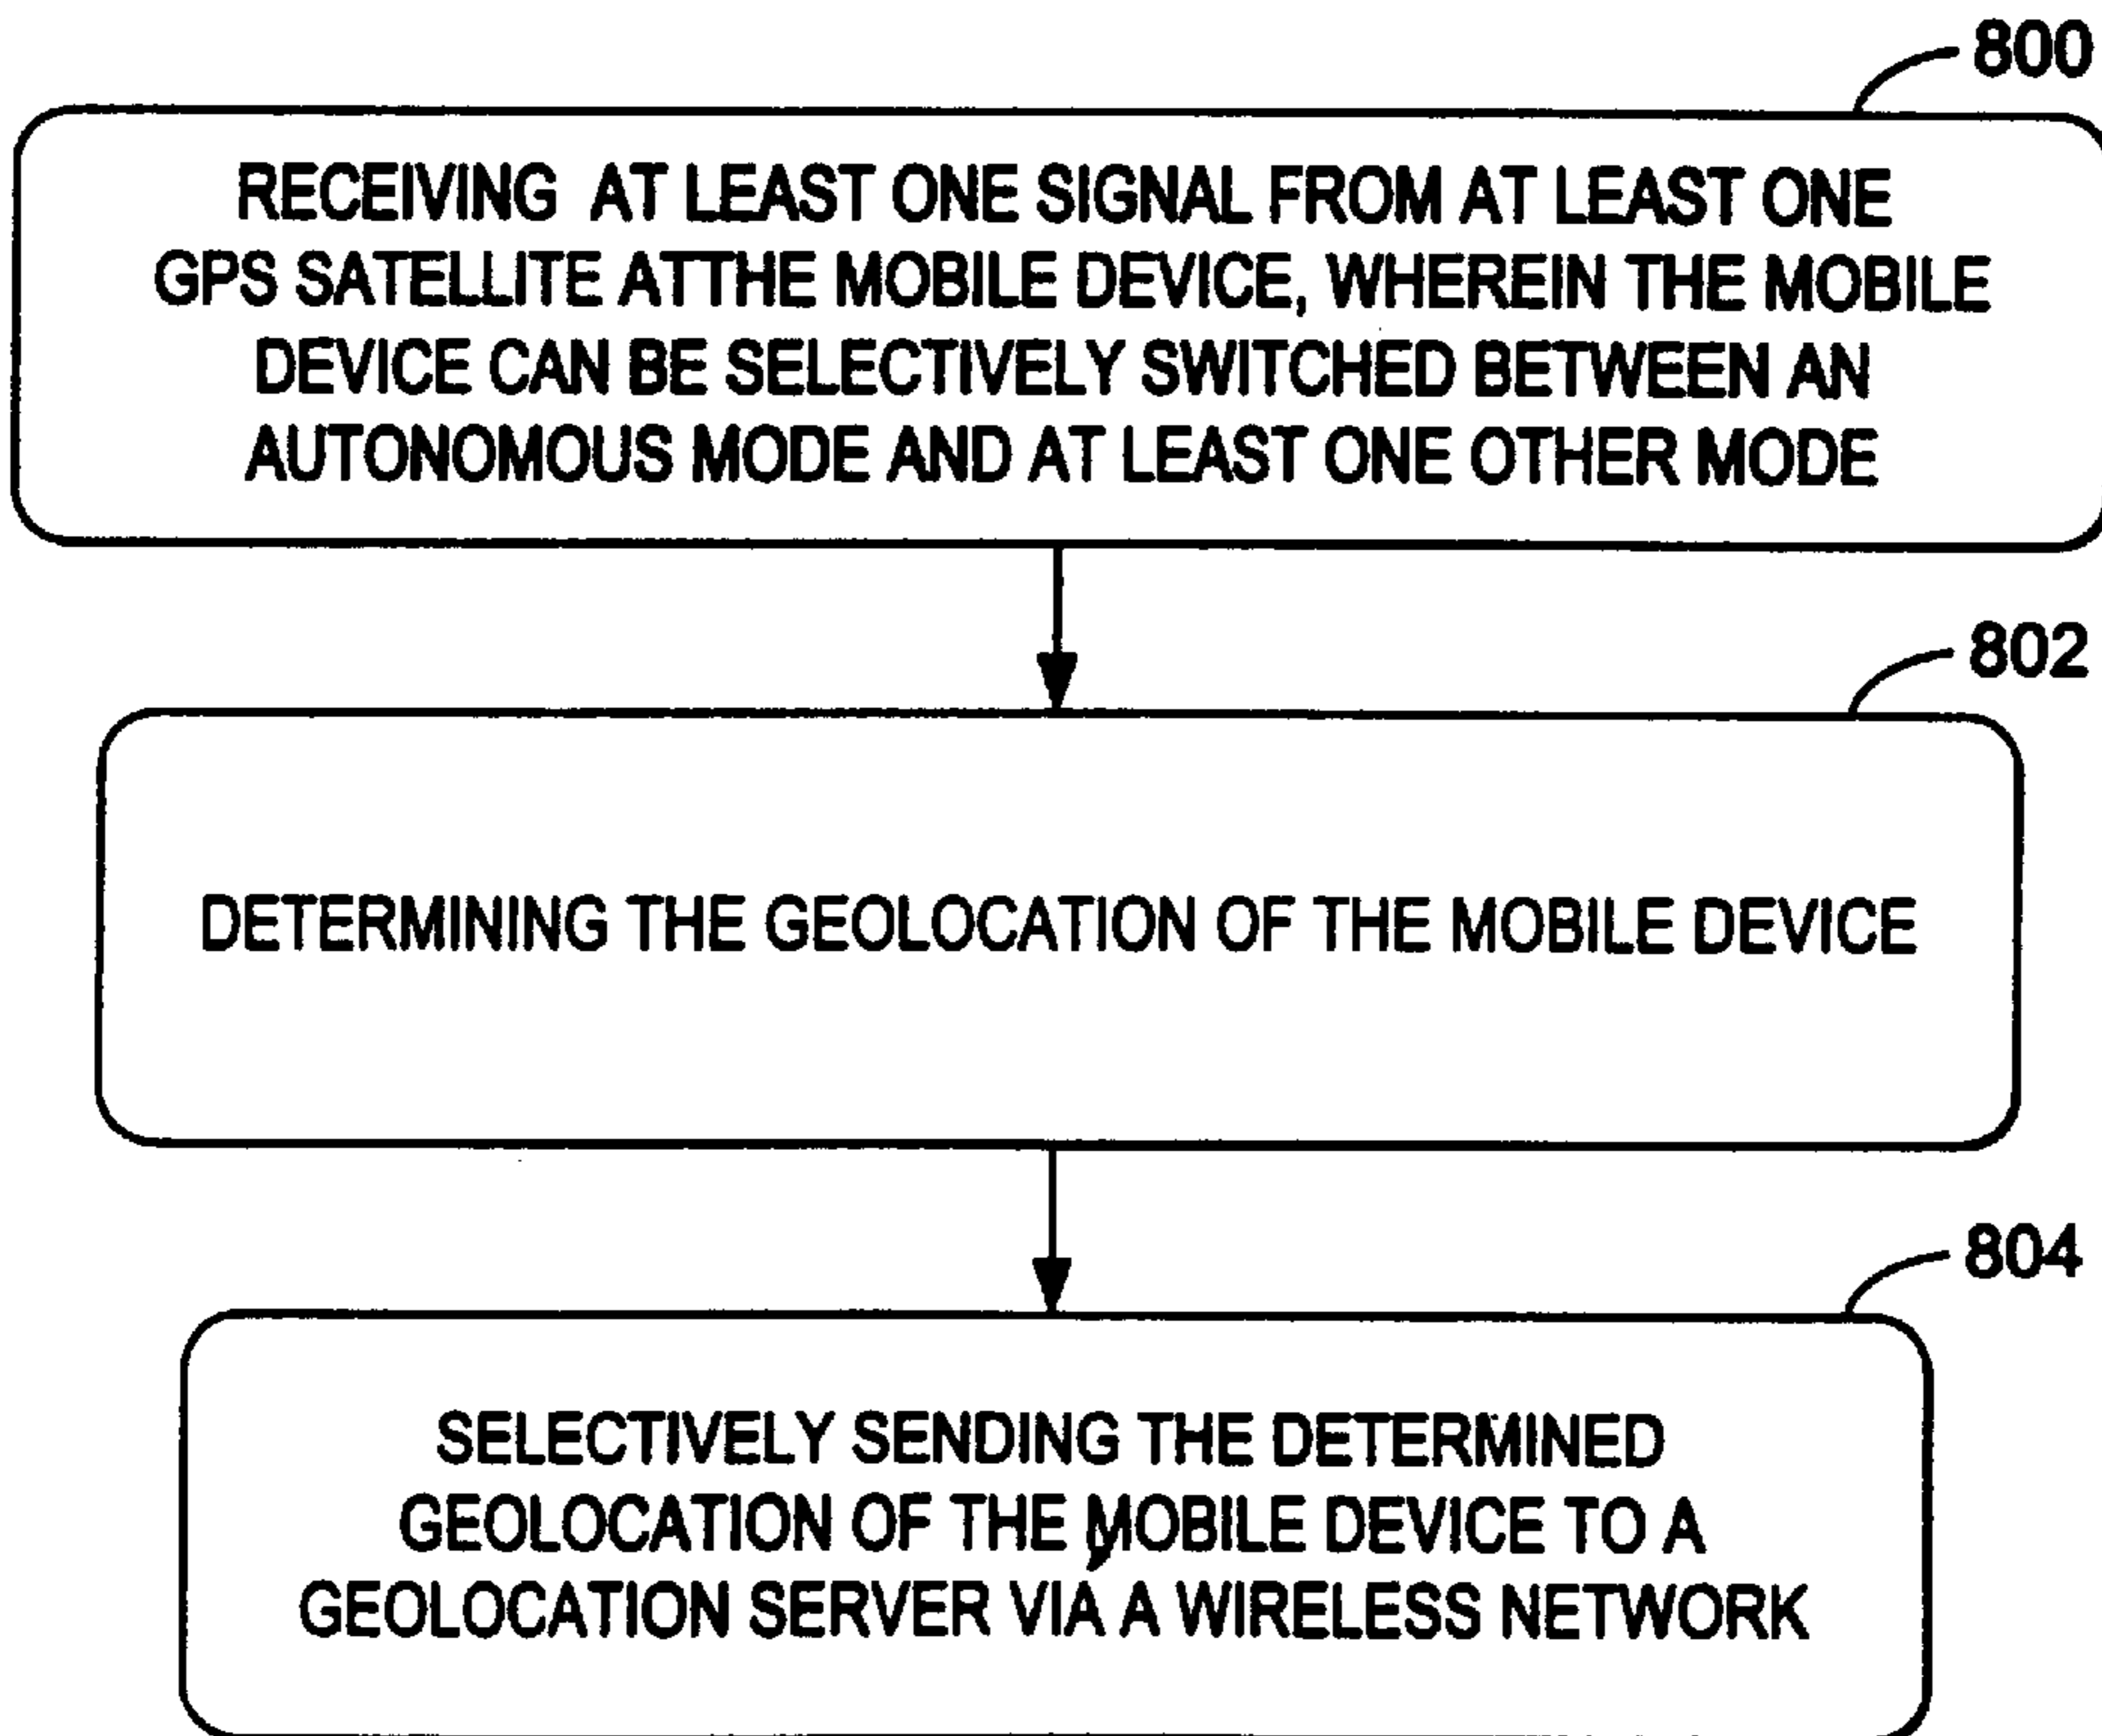 800
RECEIVING AT LEAST ONE SIGNAL FROM AT LEAST ONE
GPS SATELLITE ATTHE MOBILE DEVICE, WHEREIN THE MOBILE
DEVICE CAN BE SELECTIVELY SWITCHED BETWEEN AN
AUTONOMOUS MODE AND AT LEAST ONE OTHER MODE
802
DETERMINING THE GEOLOCATION OF THE MOBILE DEVICE
804
SELECTIVELY SENDING THE DETERMINED
GEOLOCATION OF THE MOBILE DEVICE TO A
GEOLOCATION SERVER VIA A WIRELESS NETWORK